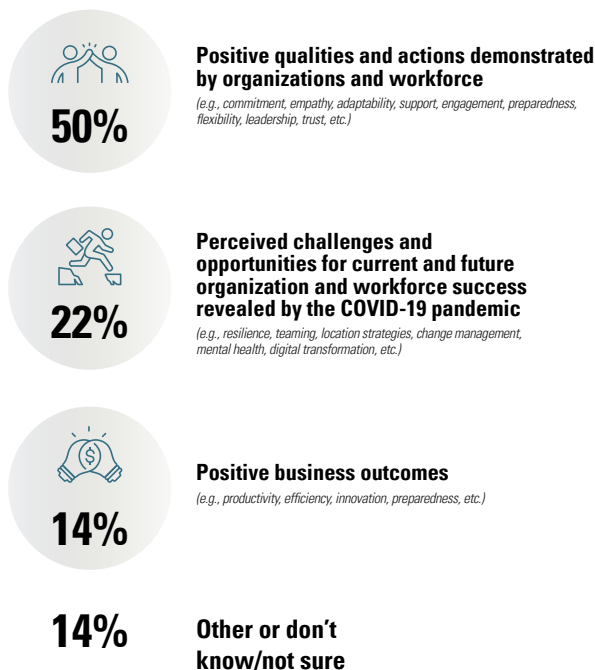 50%
Positive qualities and actions demonstrated
by organizations and workforce
(e.g., commitment, empathy, adaptability, support, engagement, preparedness,
flexibility, leadership, trust, etc.)
22%
Perceived challenges and
opportunities for current and future
organization and workforce success
revealed by the COVID-19 pandemic
(e.g., resilience, teaming, location strategies, change management,
mental health, digital transformation, etc.)
$
14%
Positive business outcomes
(e.g., productivity, efficiency, innovation, preparedness, etc.)
14%
Other or don’t
know/not sure